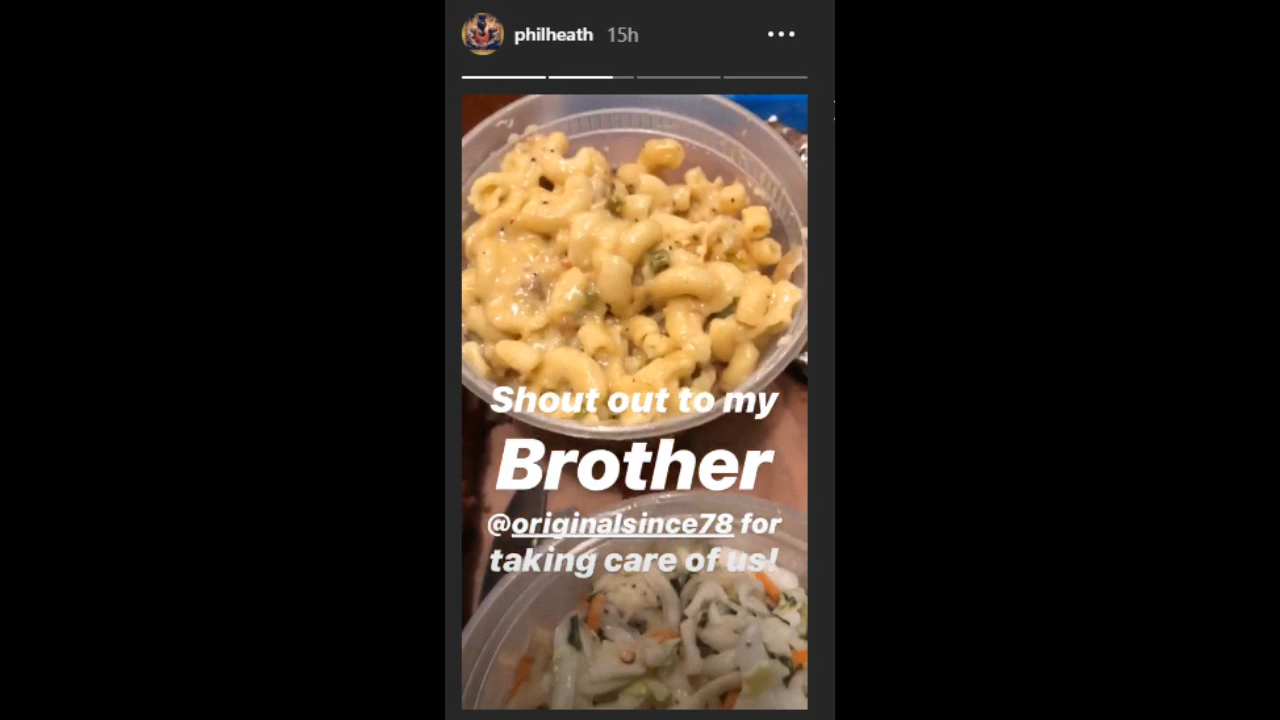 philheath 15h
Shout out to my
Brother
@originalsince78 for
taking care of us!